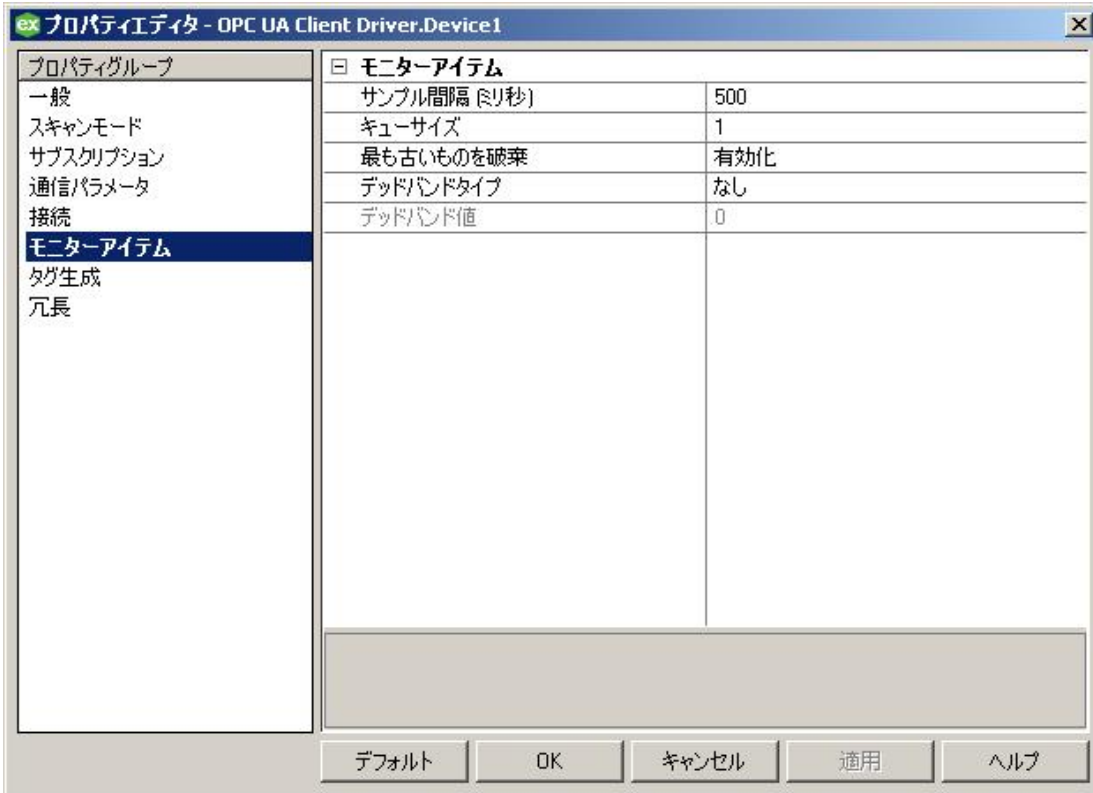 ex プロパティエディタ - OPC UA Client Driver.Device1
プロパティグループ
一般
スキャンモード
サブスクリプション
通信パラメータ
接続
モニターアイテム
タグ生成
冗長
モニターアイテム
サンプル間隔 (ミリ秒) 500
キューサイズ 1
最も古いものを破棄 有効化
デッドバンドタイプ なし
デッドバンド値 0
デフォルト OK キャンセル 適用 ヘルプ